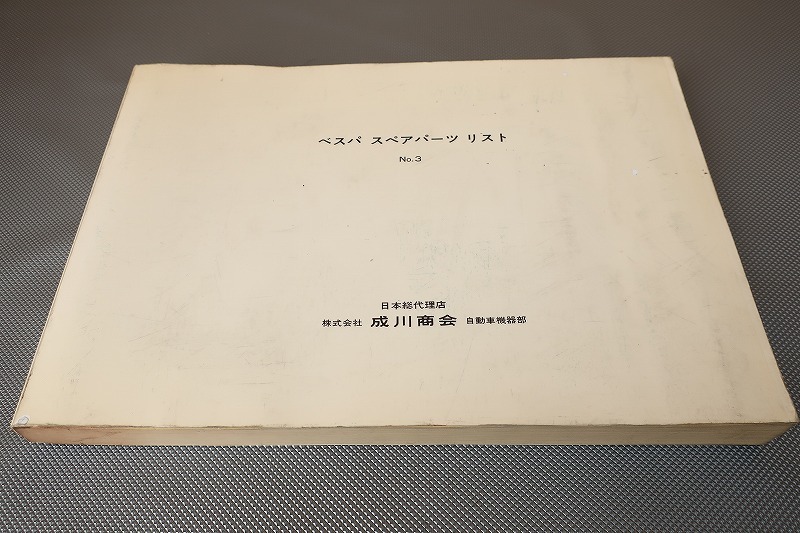 ベスパ スペアパーツ リスト
No.3
日本総代理店
株式会社 成川商会 自動車機器部